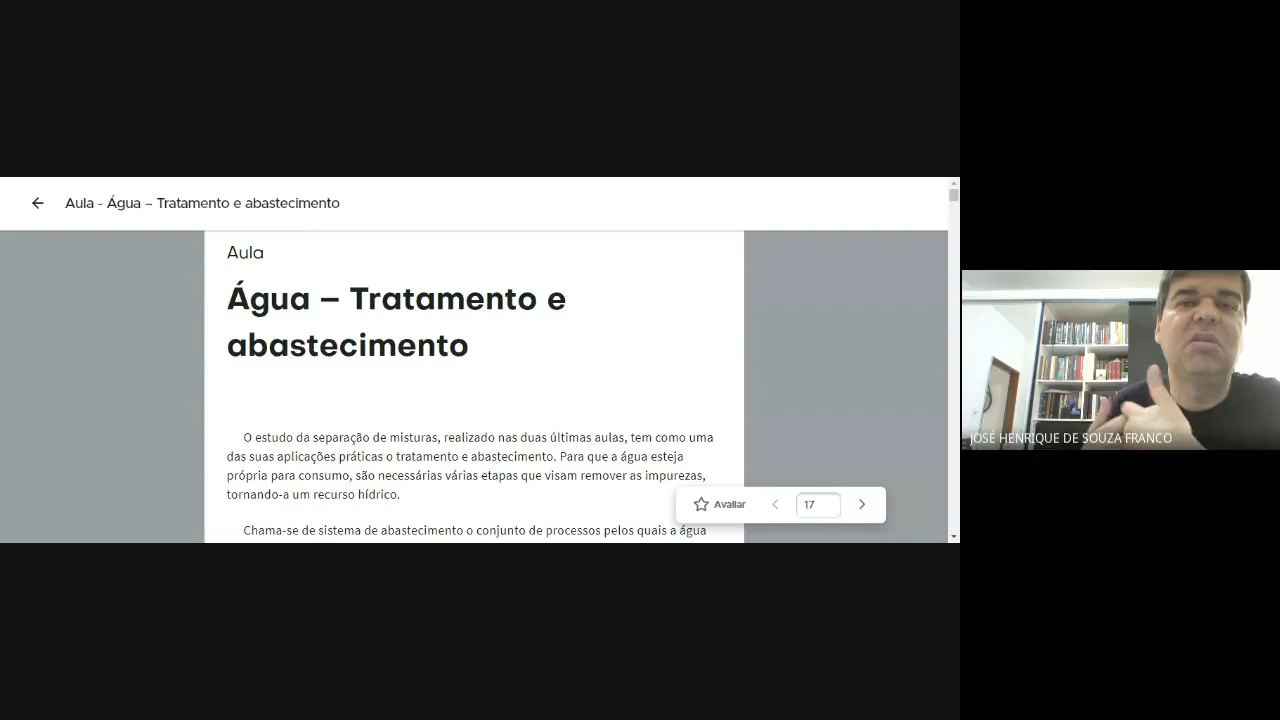 Aula - Água – Tratamento e abastecimento
Aula
Água – Tratamento e
abastecimento
O estudo da separação de misturas, realizado nas duas últimas aulas, tem como uma
das suas aplicações práticas o tratamento e abastecimento. Para que a água esteja
própria para consumo, são necessárias várias etapas que visam remover as impurezas,
tornando-a um recurso hídrico.
Avaliar
17
Chama-se de sistema de abastecimento o conjunto de processos pelos quais a água
JOSÉ HENRIQUE DE SOUZA FRANCO